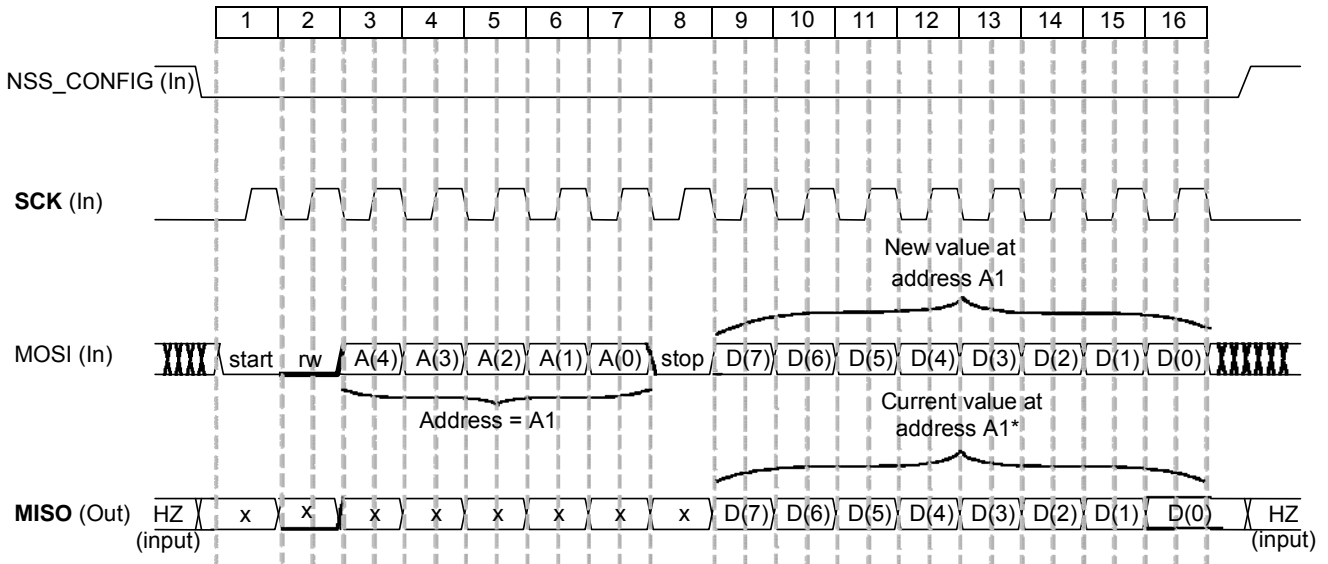 1 2 3 4 5 6 7 8 9 10 11 12 13 14 15 16
NSS_CONFIG (In)
SCK (In)
New value at
address A1
MOSI (In) start rw A(4) A(3) A(2) A(1) A(0) stop D(7) D(6) D(5) D(4) D(3) D(2) D(1) D(0)
Address = A1
Current value at
address A1*
MISO (Out) HZ x x x x x x x x D(7) D(6) D(5) D(4) D(3) D(2) D(1) D(0) HZ
(input) (input)